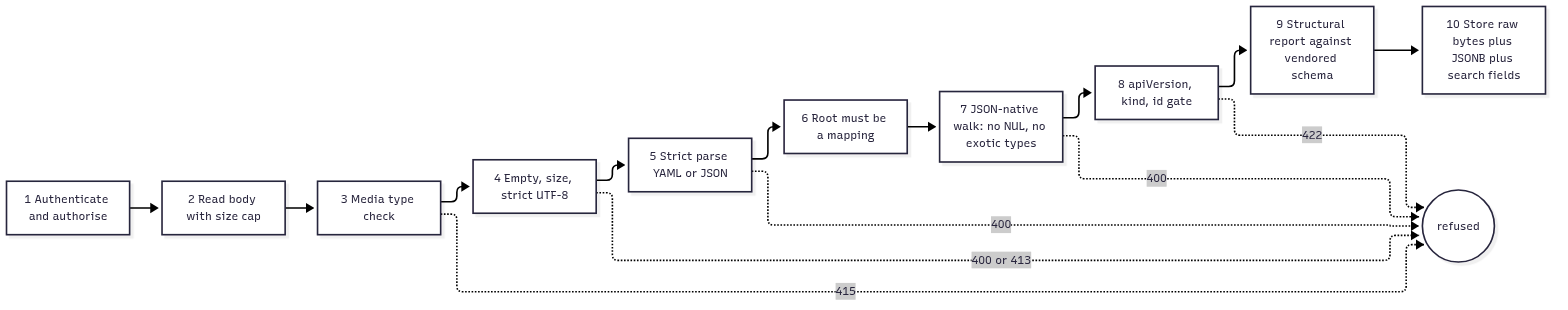 1 Authenticate
and authorise
2 Read body
with size cap
3 Media type
check
4 Empty, size,
strict UTF-8
5 Strict parse
YAML or JSON
6 Root must be
a mapping
7 JSON-native
walk: no NUL, no
exotic types
8 apiVersion,
kind, id gate
9 Structural
report against
vendored
schema
10 Store raw
bytes plus
JSONB plus
search fields
422
400
400
400 or 413
415
refused